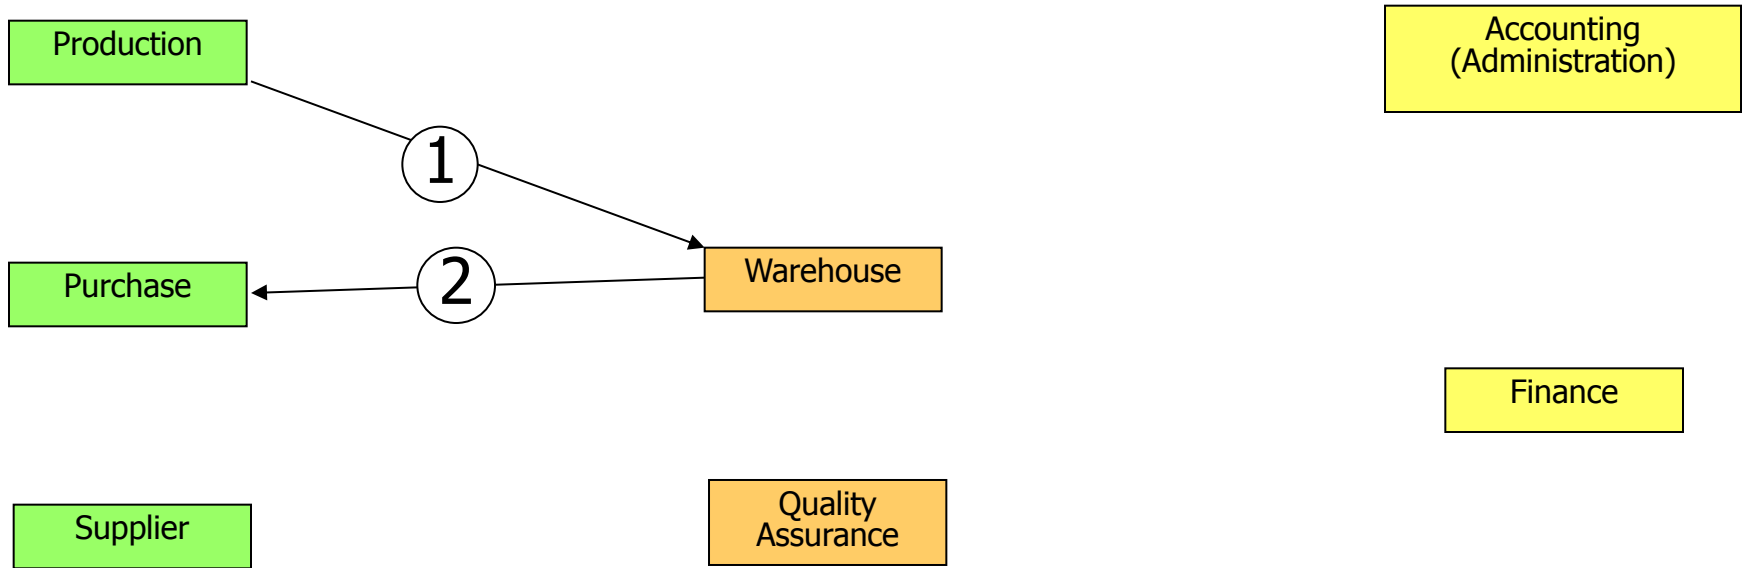 Production
Accounting
(Administration)
1
Purchase
2
Warehouse
Finance
Supplier
Quality
Assurance